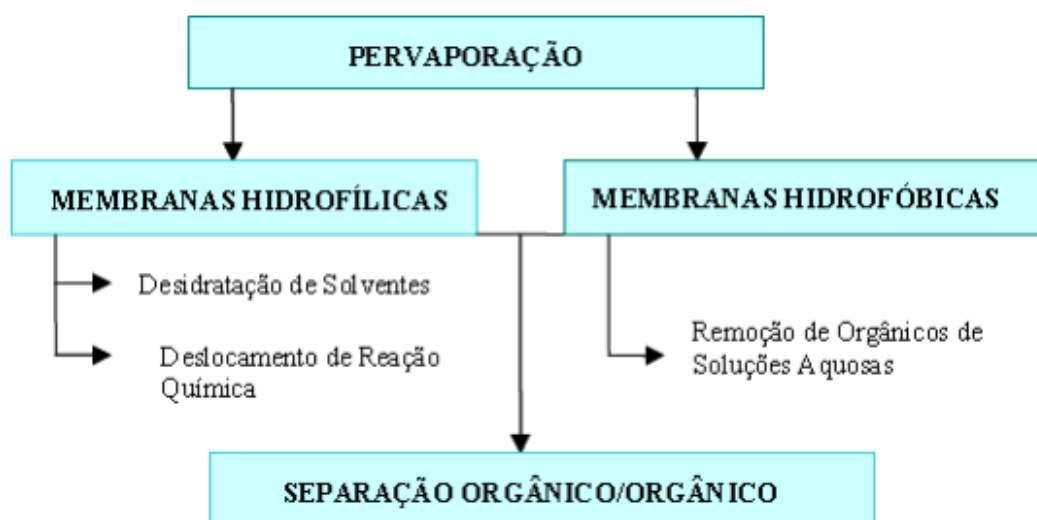 PERVAPORAÇÃO
MEMBRANAS HIDROFÍLICAS
MEMBRANAS HIDROFÓBICAS
Desidratação de Solventes
Deslocamento de Reação
Química
Remoção de Orgânicos de
Soluções Aquosas
SEPARAÇÃO ORGÂNICO/ORGÂNICO